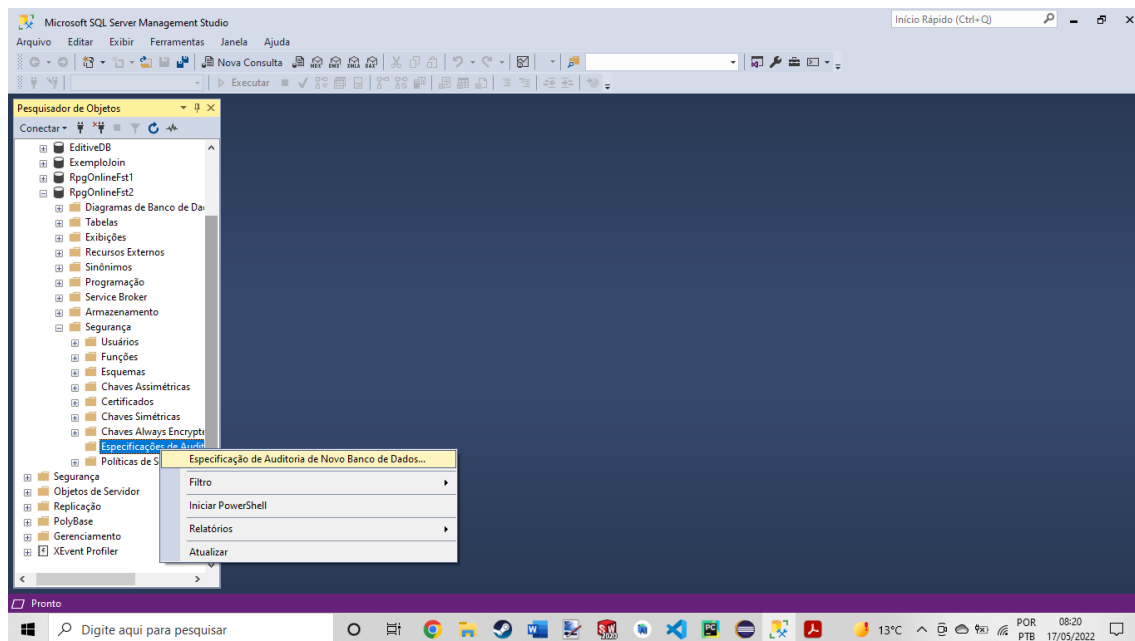 Microsoft SQL Server Management Studio
Início Rápido (Ctrl+Q)
Arquivo Editar Exibir Ferramentas Janela Ajuda
Nova Consulta
Executar
Pesquisador de Objetos
Conectar
EditiveDB
ExemploJoin
RpgOnlineFst1
RpgOnlineFst2
Diagramas de Banco de Da
Tabelas
Exibições
Recursos Externos
Sinônimos
Programação
Service Broker
Armazenamento
Segurança
Usuários
Funções
Esquemas
Chaves Assimétricas
Certificados
Chaves Simétricas
Chaves Always Encrypte
Especificações de Audit
Políticas de S
Segurança
Objetos de Servidor
Replicação
PolyBase
Gerenciamento
XEvent Profiler
Especificação de Auditoria de Novo Banco de Dados...
Filtro
Iniciar PowerShell
Relatórios
Atualizar
Pronto
Digite aqui para pesquisar
13°C
POR
PTB
08:20
17/05/2022